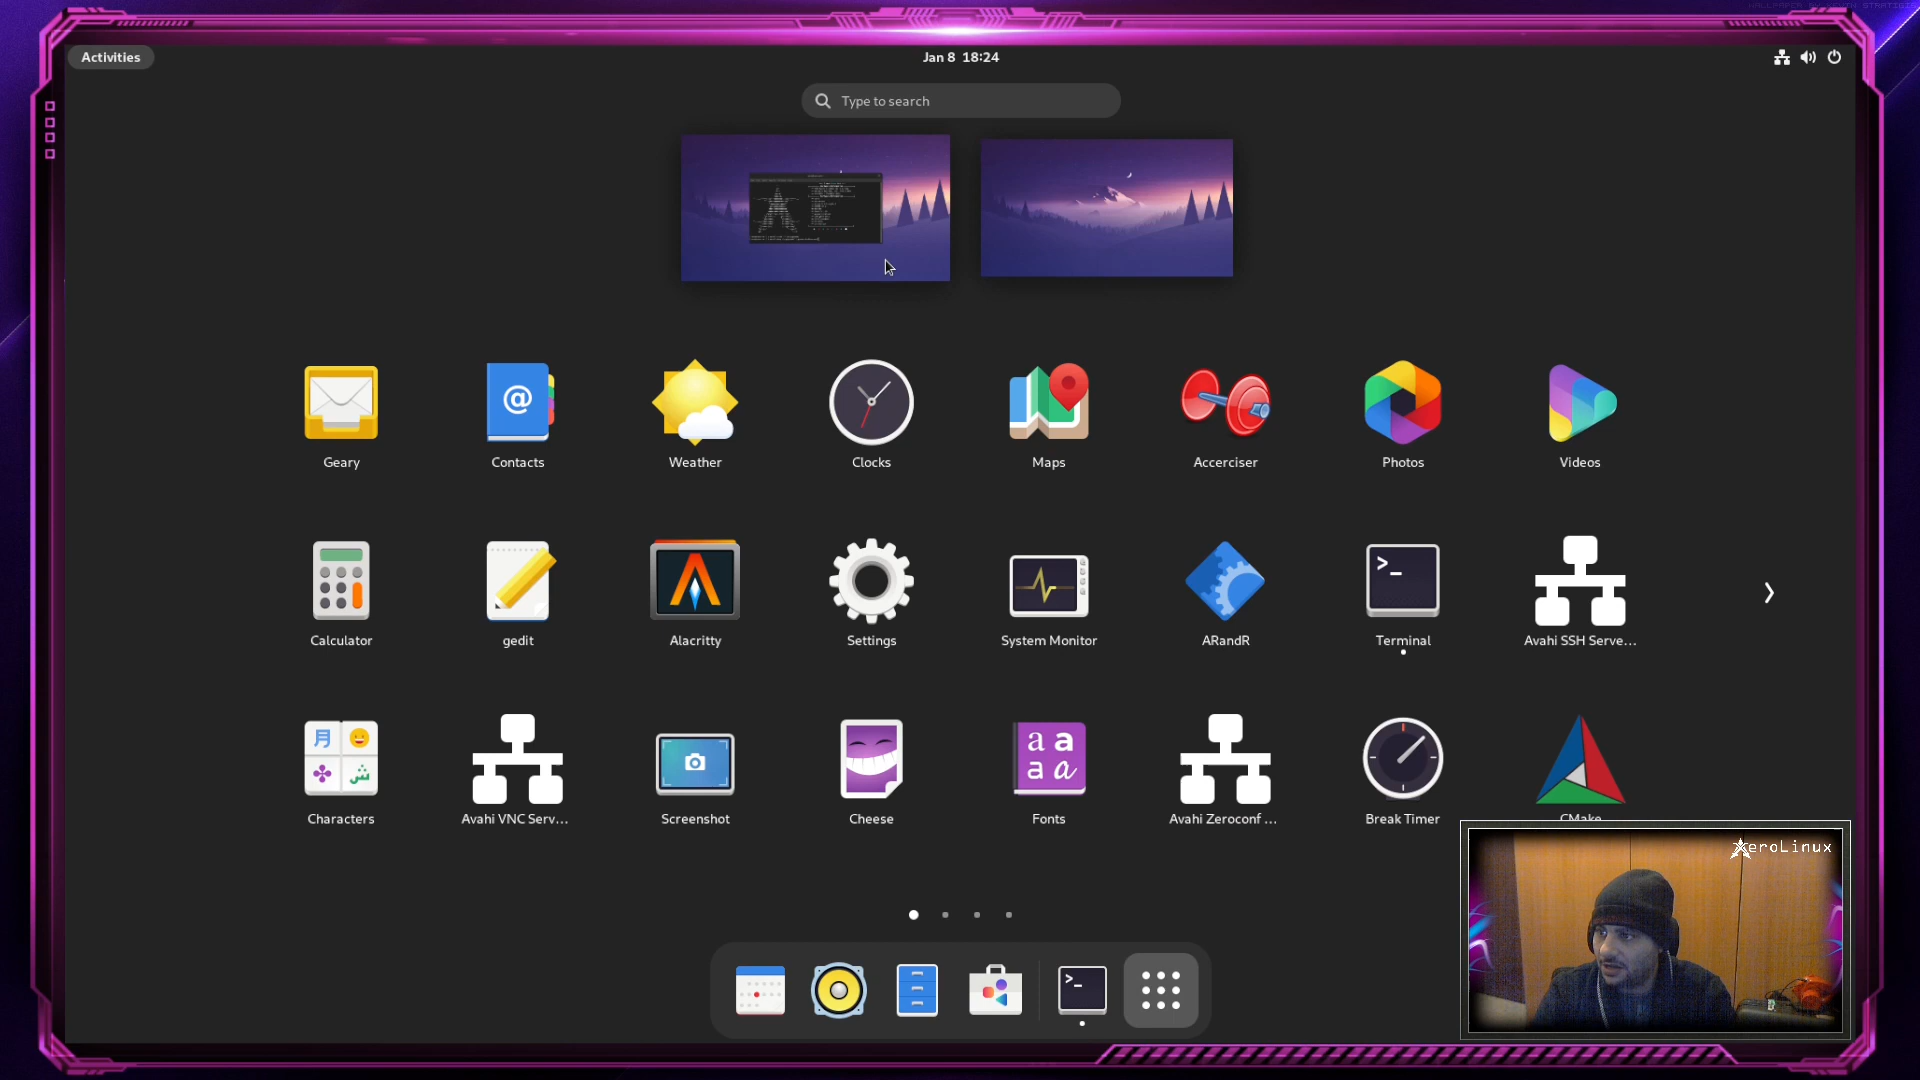 Activities
Jan 8 18:24
Type to search
Geary
Contacts
Weather
Clocks
Maps
Accerciser
Photos
Videos
Calculator
gedit
Alacritty
Settings
System Monitor
ARandR
Terminal
Avahi SSH Serve...
Characters
Avahi VNC Serv...
Screenshot
Cheese
Fonts
Avahi Zeroconf ...
Break Timer
CMake
XeroLinux